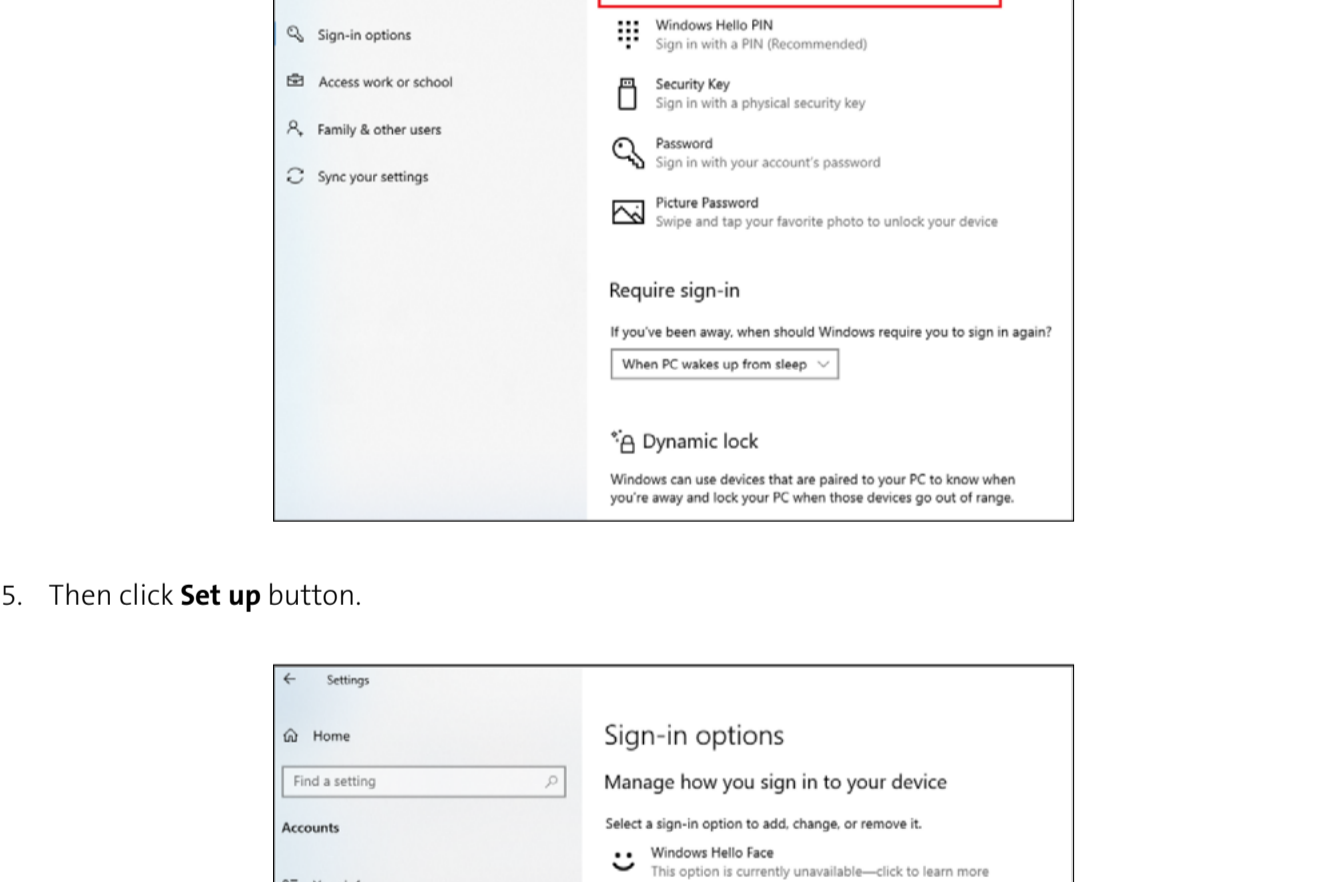 Sign-in options
Access work or school
Family & other users
Sync your settings
Windows Hello PIN
Sign in with a PIN (Recommended)
Security Key
Sign in with a physical security key
Password
Sign in with your account's password
Picture Password
Swipe and tap your favorite photo to unlock your device
Require sign-in
If you've been away, when should Windows require you to sign in again?
When PC wakes up from sleep
Dynamic lock
Windows can use devices that are paired to your PC to know when
you're away and lock your PC when those devices go out of range.
5. Then click Set up button.
Settings
Home
Find a setting
Accounts
Sign-in options
Manage how you sign in to your device
Select a sign-in option to add, change, or remove it.
Windows Hello Face
This option is currently unavailable—click to learn more